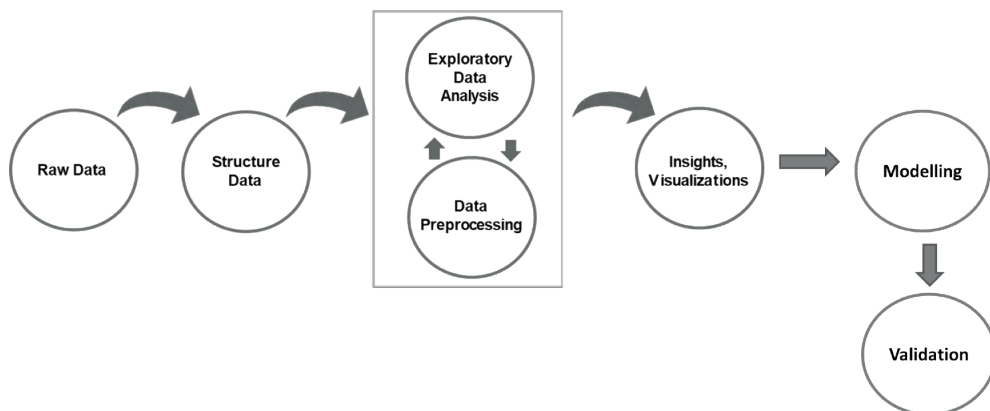 Raw Data
Structure
Data
Exploratory
Data
Analysis
Data
Preprocessing
Insights,
Visualizations
Modelling
Validation